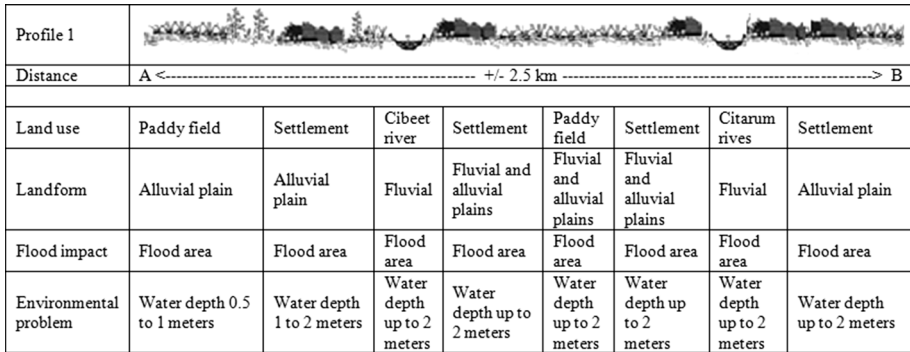 Profile 1
Distance
A <--- +/- 2.5 km ---> B
Land use
Paddy field
Settlement
Cibeet
river
Settlement
Paddy
field
Settlement
Citarum
rives
Settlement
Landform
Alluvial plain
Alluvial
plain
Fluvial
Fluvial and
alluvial
plains
Fluvial
and
alluvial
plains
Fluvial
and
alluvial
plains
Fluvial
Alluvial plain
Flood impact
Flood area
Flood area
Flood
area
Flood area
Flood
area
Flood area
Flood
area
Flood area
Environmental
problem
Water depth 0.5
to 1 meters
Water depth
1 to 2 meters
Water
depth
up to 2
meters
Water
depth up to
2 meters
Water
depth
up to 2
meters
Water
depth up
to 2
meters
Water
depth
up to 2
meters
Water depth
up to 2 meters